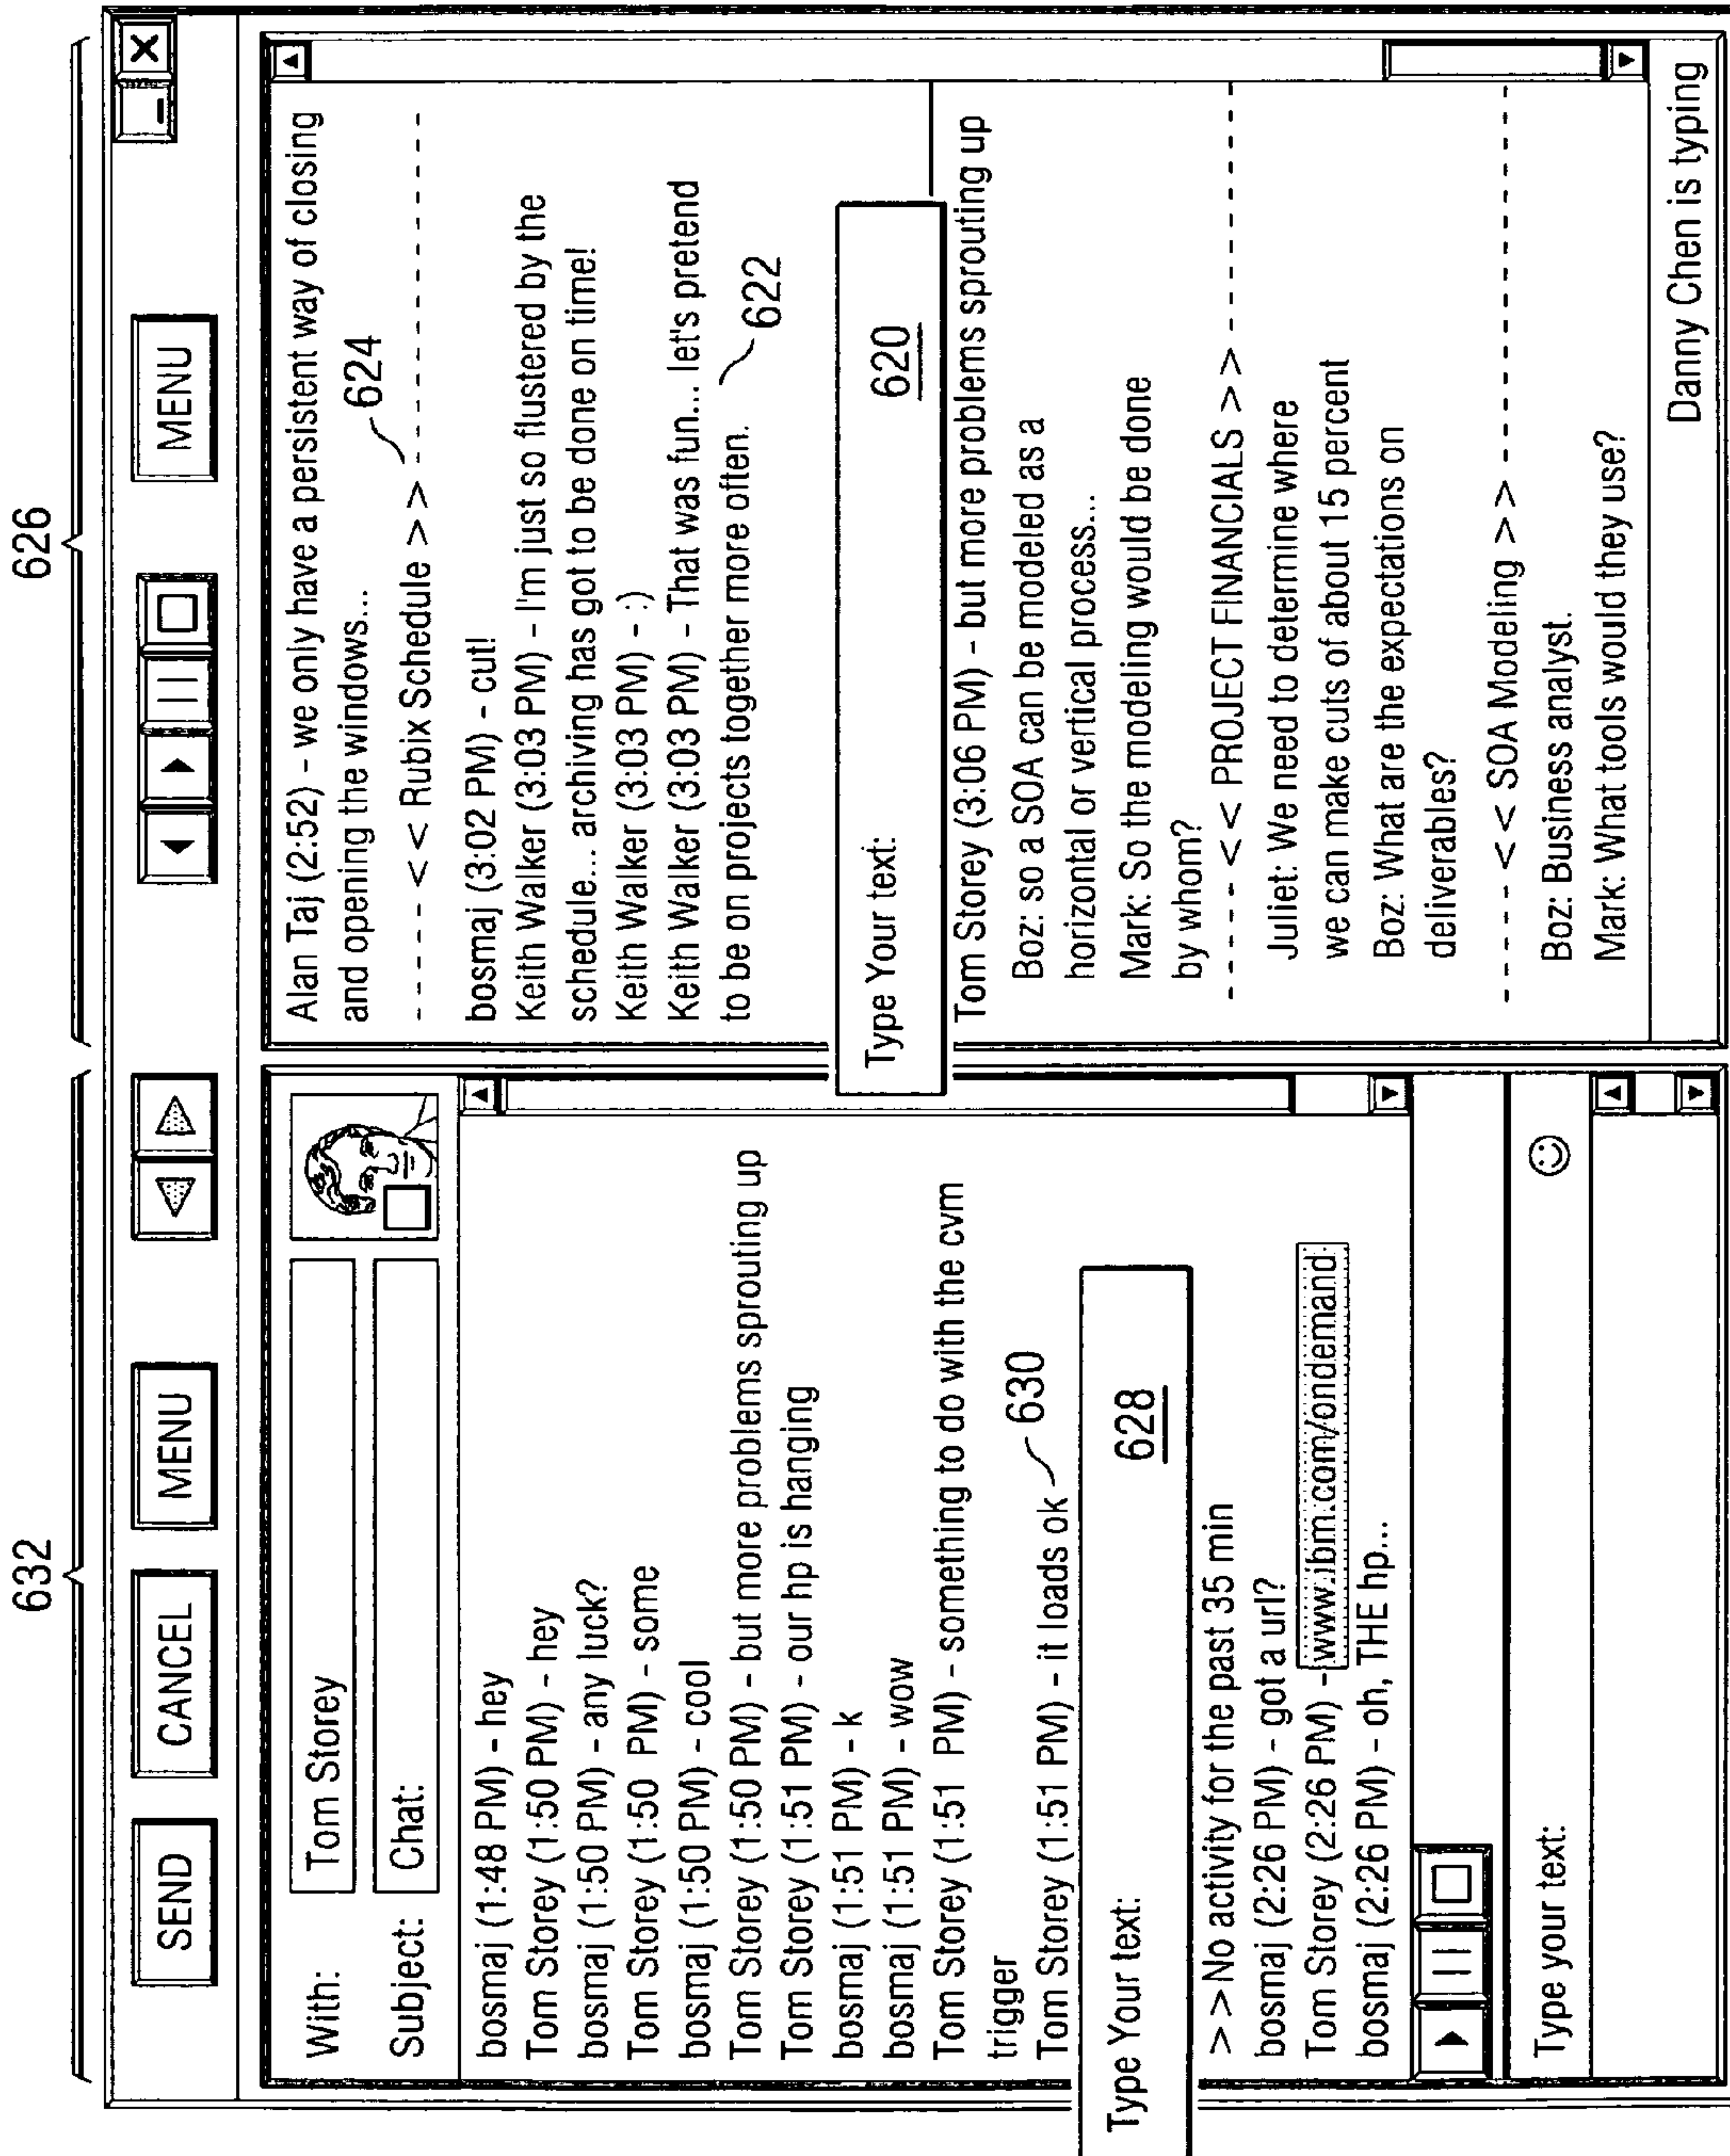 632
626
SEND
CANCEL
MENU
MENU
With: Tom Storey
Subject: Chat:
bosmaj (1:48 PM) - hey
Tom Storey (1:50 PM) - hey
bosmaj (1:50 PM) - any luck?
Tom Storey (1:50 PM) - some
bosmaj (1:50 PM) - cool
Tom Storey (1:50 PM) - but more problems sprouting up
Tom Storey (1:51 PM) - our hp is hanging
bosmaj (1:51 PM) - k
bosmaj (1:51 PM) - wow
Tom Storey (1:51 PM) - something to do with the cvm
trigger
Tom Storey (1:51 PM) - it loads ok
630
Type Your text:
628
>>No activity for the past 35 min
bosmaj (2:26 PM) - got a url?
Tom Storey (2:26 PM) - www.ibm.com/ondemand
bosmaj (2:26 PM) - oh, THE hp...
Type your text:
Alan Taj (2:52) - we only have a persistent way of closing
and opening the windows...
----- << Rubix Schedule >> -----
624
bosmaj (3:02 PM) - cut!
Keith Walker (3:03 PM) - I'm just so flustered by the
schedule... archiving has got to be done on time!
Keith Walker (3:03 PM) - :)
Keith Walker (3:03 PM) - That was fun... let's pretend
to be on projects together more often.
622
Type Your text:
620
Tom Storey (3:06 PM) - but more problems sprouting up
Boz: so a SOA can be modeled as a
horizontal or vertical process...
Mark: So the modeling would be done
by whom?
----- << PROJECT FINANCIALS >> -----
Juliet: We need to determine where
we can make cuts of about 15 percent
Boz: What are the expectations on
deliverables?
----- << SOA Modeling >> -----
Boz: Business analyst.
Mark: What tools would they use?
Danny Chen is typing